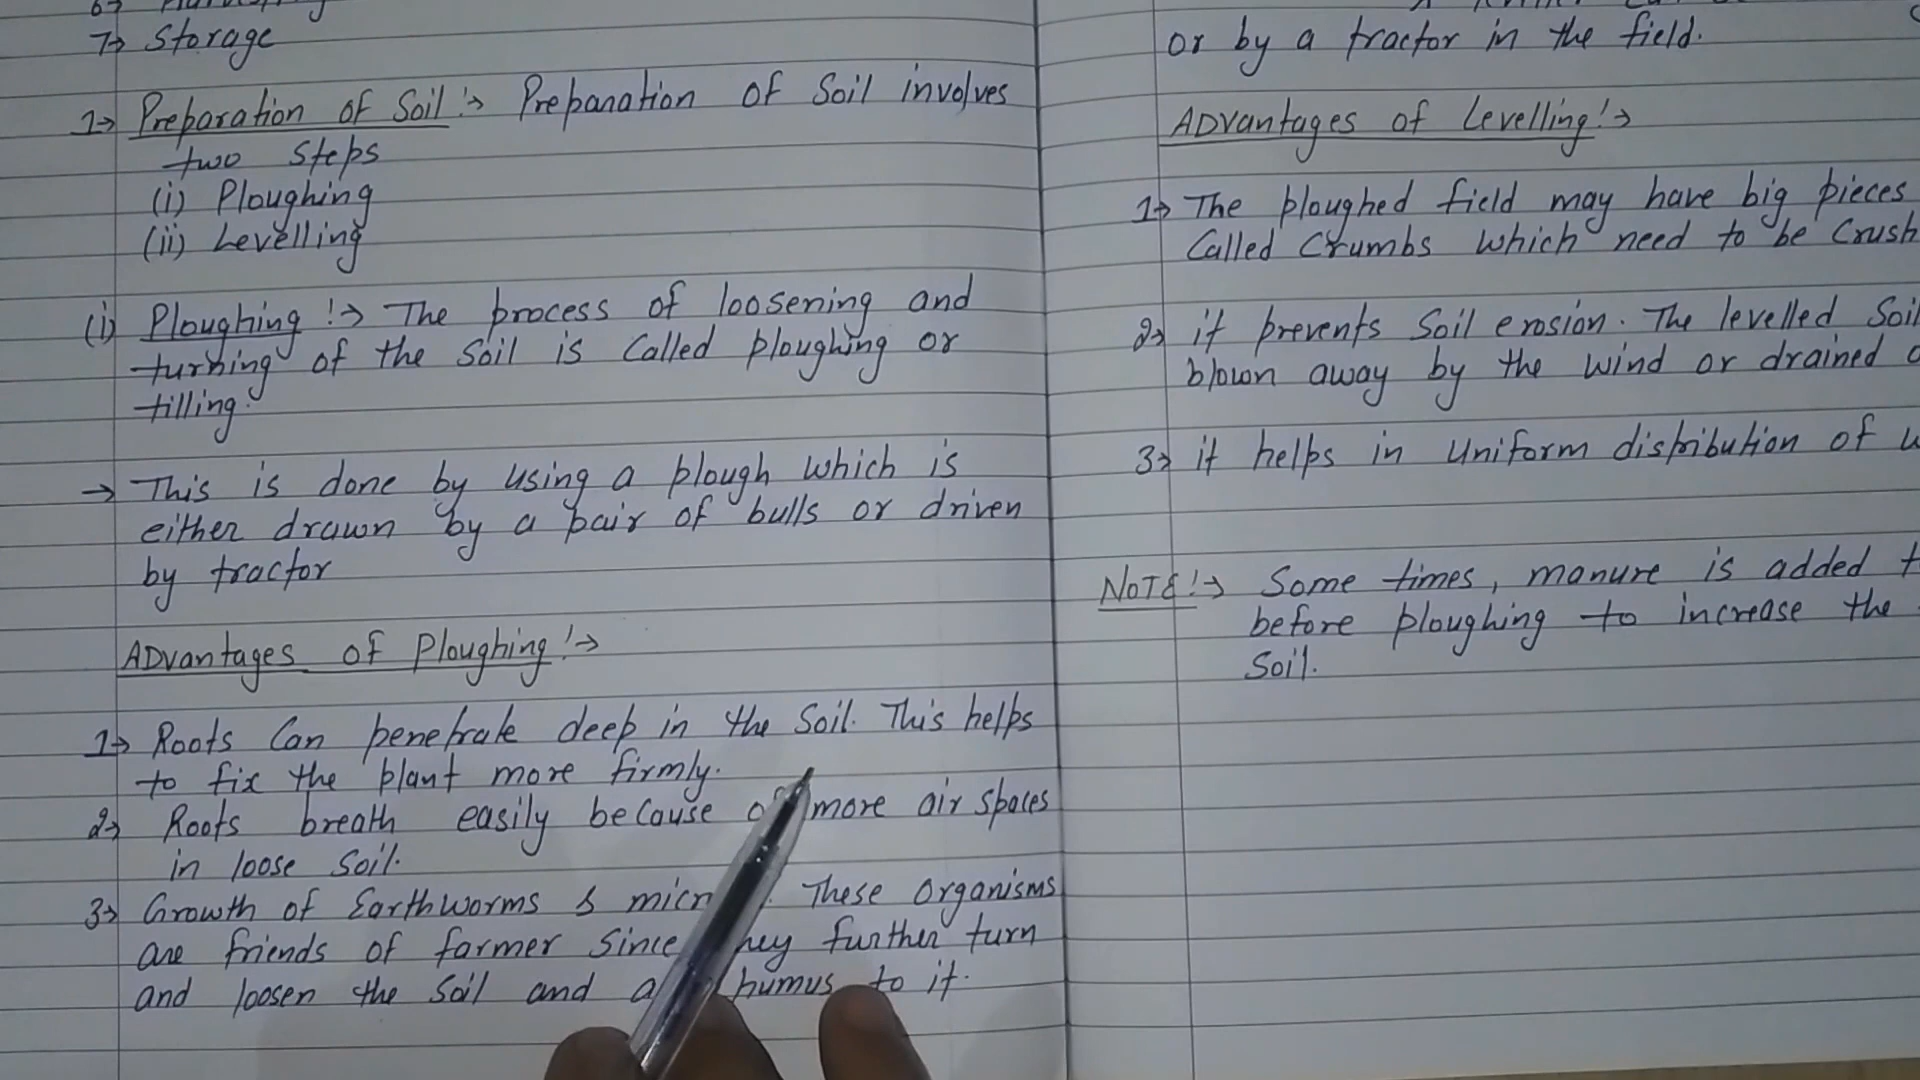 7→ Storage
1→ Preparation of Soil :→ Prepanation of Soil involves
two Steps
(i) Ploughing
(ii) Levelling
(i) Ploughing :→ The process of loosening and
turning of the Soil is Called ploughing or
tilling.
→ This is done by using a plough which is
either drawn by a pair of bulls or driven
by tractor
ADvantages of Ploughing :→
1→ Roots Can penetrate deep in the Soil. This helps
to fix the plant more firmly.
2→ Roots breath easily because more air spaces
in loose Soil.
3→ Growth of Earthworms & These organisms
are friends of farmer Since further turn
and loosen the Soil and humus to it.
or by a tractor in the field.
ADvantages of Levelling :→
1→ The ploughed field may have big pieces
Called Crumbs which need to be Crush
2→ it prevents Soil erosion. The levelled Soil
blown away by the wind or drained
3→ it helps in Uniform distribution of
NOTE :→ Some times, manure is added
before ploughing to increase the
Soil.